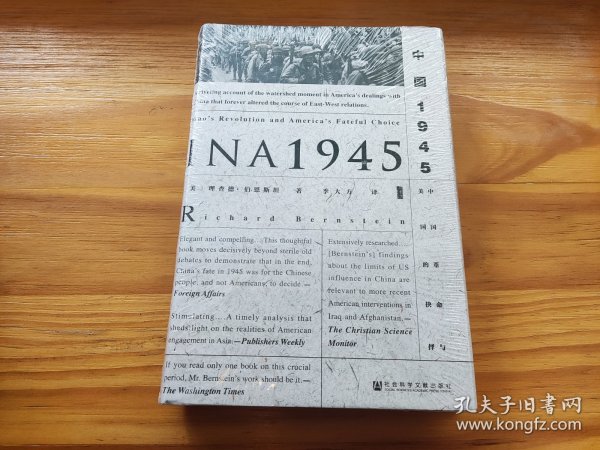 riveting account of the watershed moment in America's dealings with
that forever altered the course of East-West relations.
Mao's Revolution and America's Fateful Choice
INA1945
美 理查德·伯恩斯坦 著 李大方 译
Richard Bernstein
Elegant and compelling... This thoughtful
book moves decisively beyond sterile old
debates to demonstrate that in the end,
China's fate in 1945 was for the Chinese
people, and not Americans, to decide.—
Foreign Affairs
Stimulating... A timely analysis that
sheds light on the realities of American
engagement in Asia.—Publishers Weekly
If you read only one book on this crucial
period, Mr. Bernstein's work should be it.—
The Washington Times
Extensively researched...
[Bernstein's] findings
about the limits of US
influence in China are
relevant to more recent
American interventions in
Iraq and Afghanistan.—
The Christian Science
Monitor
中國1945
中国革命与
美国的抉择
社会科学文献出版社
SOCIAL SCIENCES ACADEMIC PRESS (CHINA)
孔夫子旧书网
www.kongfz.com